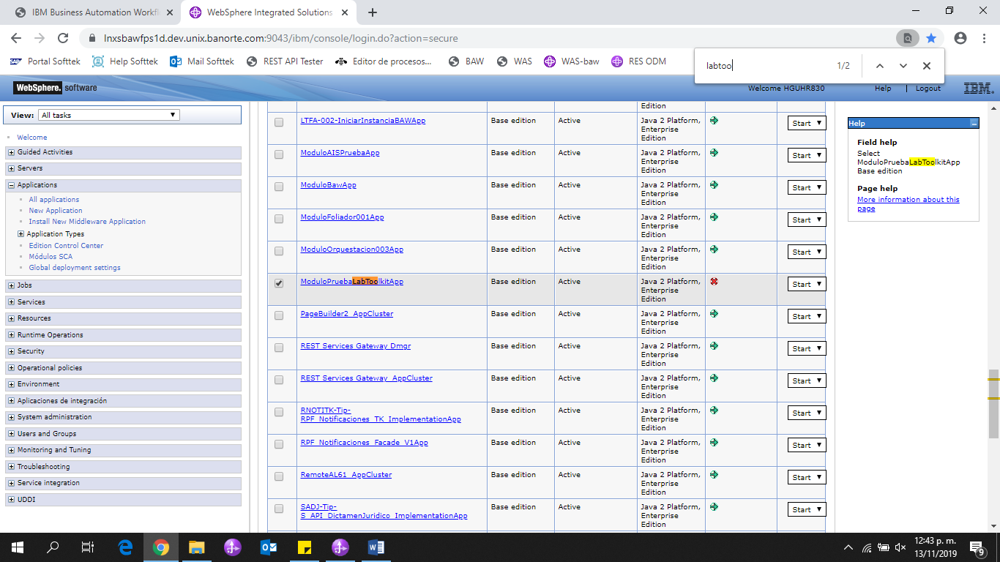 IBM Business Automation Workfl
WebSphere Integrated Solutions
lnxsbawfps1d.dev.unix.banorte.com:9043/ibm/console/login.do?action=secure
Portal Softtek
Help Softtek
Mail Softtek
REST API Tester
Editor de procesos...
BAW
WAS
WAS-baw
RES ODM
labtoo
1/2
WebSphere. software
Welcome HGUHR830
Help
Logout
IBM.
View:
All tasks
Welcome
Guided Activities
Servers
Applications
All applications
New Application
Install New Middleware Application
Application Types
Edition Control Center
Módulos SCA
Global deployment settings
Jobs
Services
Resources
Runtime Operations
Security
Operational policies
Environment
Aplicaciones de integración
System administration
Users and Groups
Monitoring and Tuning
Troubleshooting
Service integration
UDDI
Edition
LTFA-002-IniciarInstanciaBAWApp Base edition Active Java 2 Platform, Start
Enterprise
Edition
ModuloAISPruebaApp Base edition Active Java 2 Platform, Start
Enterprise
Edition
ModuloBawApp Base edition Active Java 2 Platform, Start
Enterprise
Edition
ModuloFoliador001App Base edition Active Java 2 Platform, Start
Enterprise
Edition
ModuloOrquestacion003App Base edition Active Java 2 Platform, Start
Enterprise
Edition
ModuloPruebaLabToolkitApp Base edition Active Java 2 Platform, Start
Enterprise
Edition
PageBuilder2_AppCluster Base edition Active Java 2 Platform, Start
Enterprise
Edition
REST Services Gateway Dmgr Base edition Active Java 2 Platform, Start
Enterprise
Edition
REST Services Gateway_AppCluster Base edition Active Java 2 Platform, Start
Enterprise
Edition
RNOTITK-Tip- Base edition Active Java 2 Platform, Start
RPF_Notificaciones_TK_ImplementationApp Enterprise
Edition
RPF_Notificaciones_Facade_V1App Base edition Active Java 2 Platform, Start
Enterprise
Edition
RemoteAL61_AppCluster Base edition Active Java 2 Platform, Start
Enterprise
Edition
SADJ-Tip- Base edition Active Java 2 Platform, Start
S_API_DictamenJuridico_ImplementationApp Enterprise
Edition
Help
Field help
Select
ModuloPruebaLabToolkitApp
Base edition
Page help
More information about this
page
12:43 p. m.
13/11/2019
9